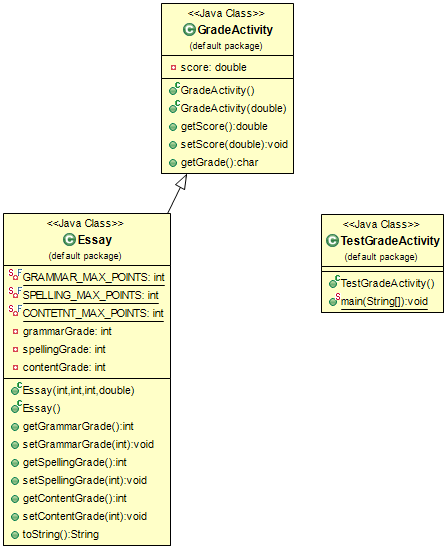 <<Java Class>>
GradeActivity
(default package)
score: double
GradeActivity()
GradeActivity(double)
getScore():double
setScore(double):void
getGrade():char
<<Java Class>>
Essay
(default package)
GRAMMAR_MAX_POINTS: int
SPELLING_MAX_POINTS: int
CONTETNT_MAX_POINTS: int
grammarGrade: int
spellingGrade: int
contentGrade: int
Essay(int,int,int,double)
Essay()
getGrammarGrade():int
setGrammarGrade(int):void
getSpellingGrade():int
setSpellingGrade(int):void
getContentGrade():int
setContentGrade(int):void
toString():String
<<Java Class>>
TestGradeActivity
(default package)
TestGradeActivity()
main(String[]):void